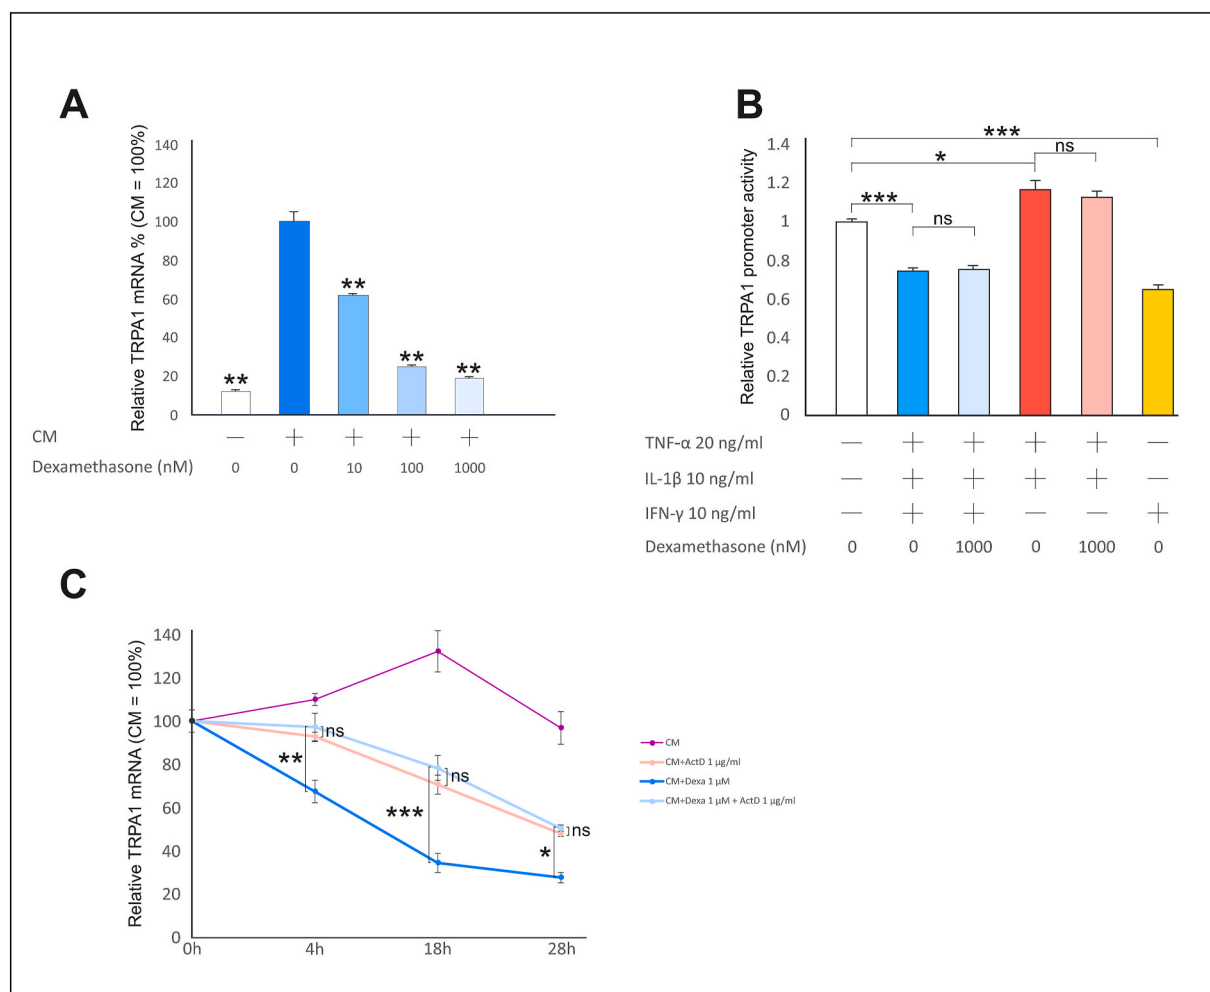 A
Relative TRPA1 mRNA % (CM = 100%)
140
120
100
80
60
40
20
0
** ** ** **
CM — + + + +
Dexamethasone (nM) 0 0 10 100 1000
B
Relative TRPA1 promoter activity
1.4
1.2
1
0.8
0.6
0.4
0.2
0
***
* ns
***
ns
TNF-α 20 ng/ml — + + + + —
IL-1β 10 ng/ml — + + + + —
IFN-γ 10 ng/ml — + + — — +
Dexamethasone (nM) 0 0 1000 0 1000 0
C
Relative TRPA1 mRNA (CM = 100%)
140
120
100
80
60
40
20
0
ns
**
ns
***
ns
*
0h 4h 18h 28h
CM
CM+ActD 1 µg/ml
CM+Dexa 1 µM
CM+Dexa 1 µM + ActD 1 µg/ml